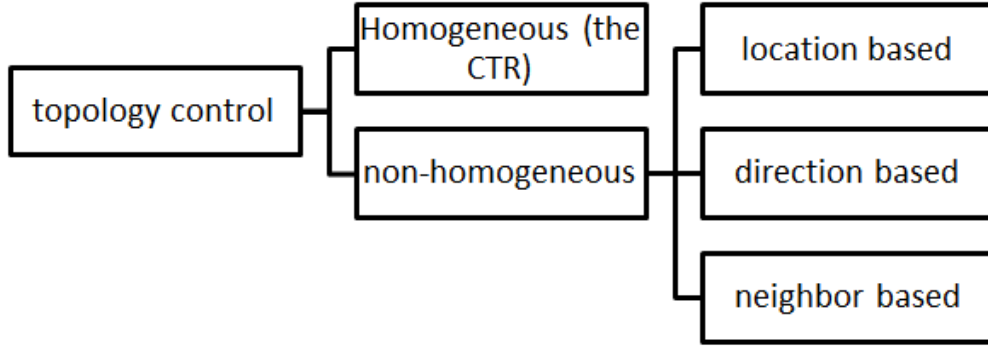 topology control
Homogeneous (the
CTR)
non-homogeneous
location based
direction based
neighbor based